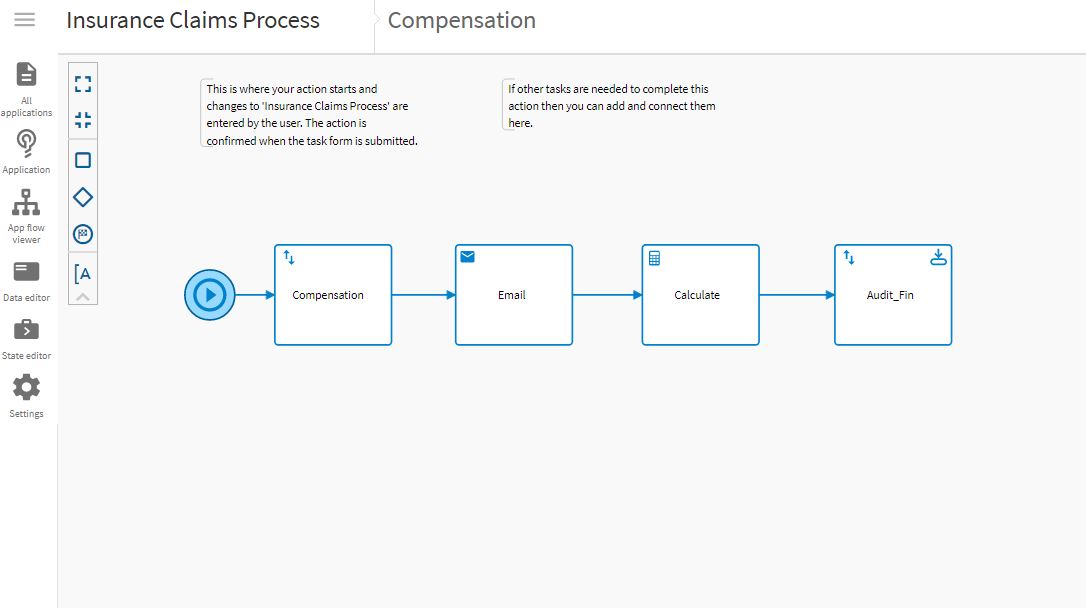 Insurance Claims Process
Compensation
All
applications
Application
App flow
viewer
Data editor
State editor
Settings
[A
This is where your action starts and
changes to 'Insurance Claims Process' are
entered by the user. The action is
confirmed when the task form is submitted.
If other tasks are needed to complete this
action then you can add and connect them
here.
Compensation
Email
Calculate
Audit_Fin